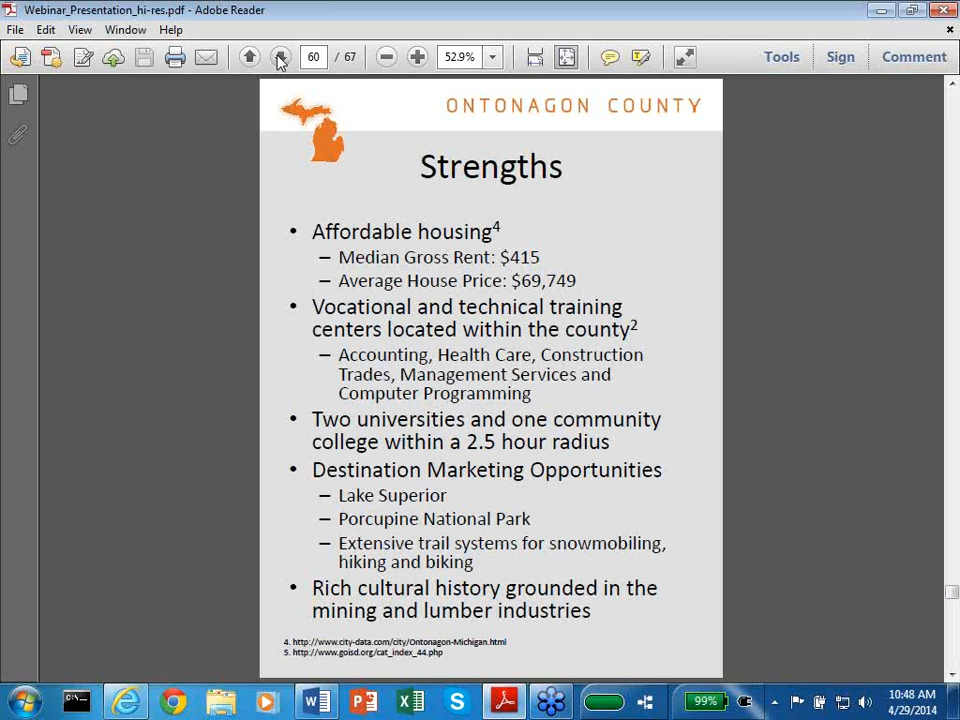 Webinar_Presentation_hi-res.pdf - Adobe Reader
File Edit View Window Help
60 / 67 52.9% Tools Sign Comment
ONTONAGON COUNTY
Strengths
• Affordable housing4
– Median Gross Rent: $415
– Average House Price: $69,749
• Vocational and technical training
centers located within the county2
– Accounting, Health Care, Construction
Trades, Management Services and
Computer Programming
• Two universities and one community
college within a 2.5 hour radius
• Destination Marketing Opportunities
– Lake Superior
– Porcupine National Park
– Extensive trail systems for snowmobiling,
hiking and biking
• Rich cultural history grounded in the
mining and lumber industries
4. http://www.city-data.com/city/Ontonagon-Michigan.html
5. http://www.goisd.org/cat_index_44.php
99%
10:48 AM
4/29/2014